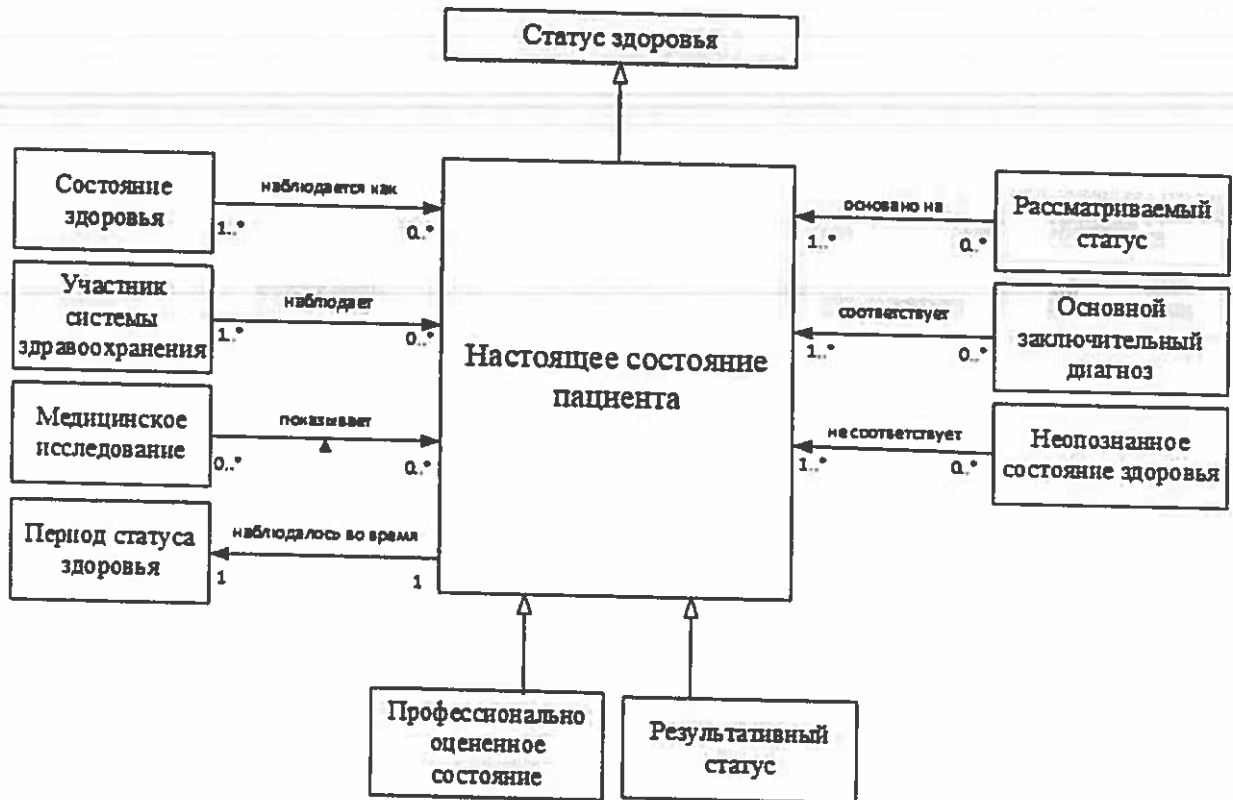 Статус здоровья
Состояние
здоровья
наблюдается как
1..*
0..*
Участник
системы
здравоохранения
наблюдает
1..*
0..*
Медицинское
исследование
показывает
0..*
0..*
Период статуса
здоровья
наблюдалось во время
1
1
Настоящее состояние
пациента
основано на
1..*
0..*
Рассматриваемый
статус
соответствует
1..*
0..*
Основной
заключительный
диагноз
не соответствует
1..*
0..*
Неопознанное
состояние здоровья
Профессионально
оцененное
состояние
Результативный
статус